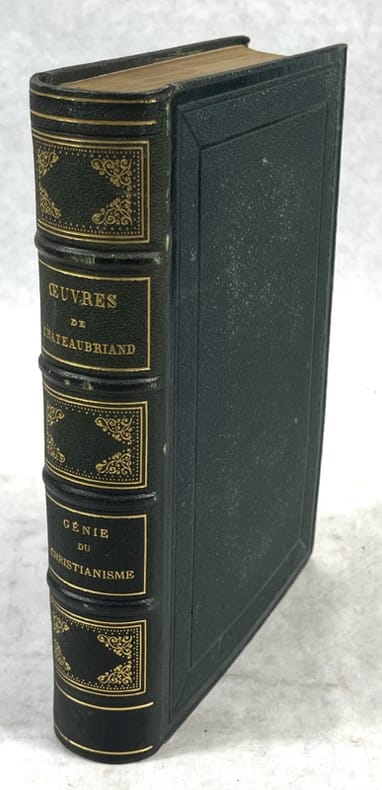 ŒUVRES
DE
CHATEAUBRIAND
GÉNIE
DU
CHRISTIANISME